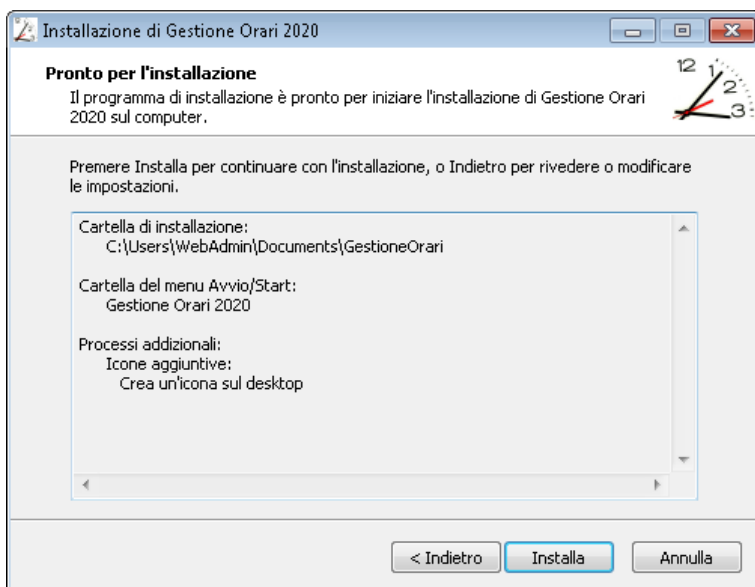 Installazione di Gestione Orari 2020
Pronto per l'installazione
Il programma di installazione è pronto per iniziare l'installazione di Gestione Orari
2020 sul computer.
12
1
2
3
Premere Installa per continuare con l'installazione, o Indietro per rivedere o modificare
le impostazioni.
Cartella di installazione:
C:\Users\WebAdmin\Documents\GestioneOrari
Cartella del menu Avvio/Start:
Gestione Orari 2020
Processi addizionali:
Icone aggiuntive:
Crea un'icona sul desktop
< Indietro
Installa
Annulla